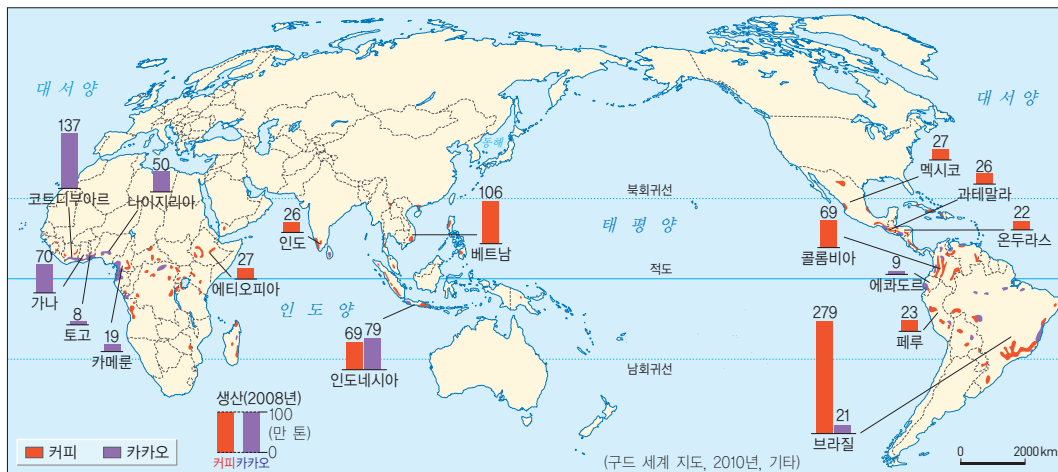 대서양
137
코트디부아르
50
나이지리아
70
가나
8
토고
19
카메룬
27
에티오피아
인도양
26
인도
동해
106
베트남
69 79
인도네시아
북회귀선
태평양
적도
남회귀선
대서양
27
멕시코
26
과테말라
22
온두라스
69
콜롬비아
9
에콰도르
23
페루
279
21
브라질
생산(2008년)
100
(만 톤)
0
커피 카카오
커피 카카오
(구드 세계 지도, 2010년, 기타)
0 2000km